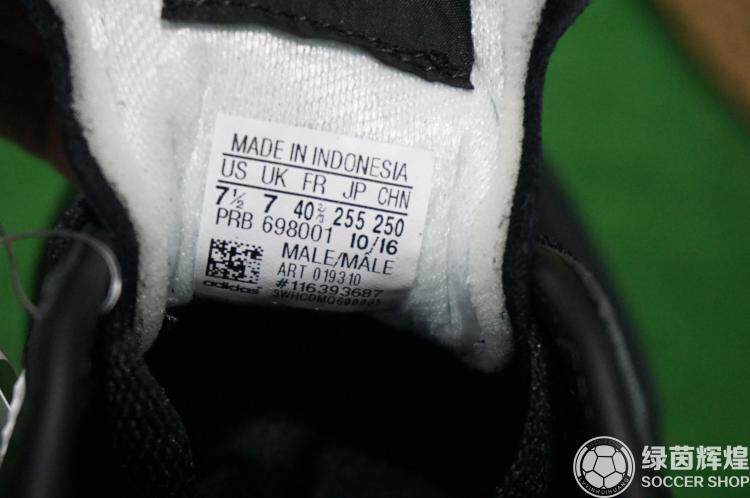 MADE IN INDONESIA
US UK FR JP CHN
7½ 7 40⅔ 255 250
PRB 698001 10/16
MALE/MÂLE
ART 019310
#116393687
adidas
绿茵辉煌
SOCCER SHOP